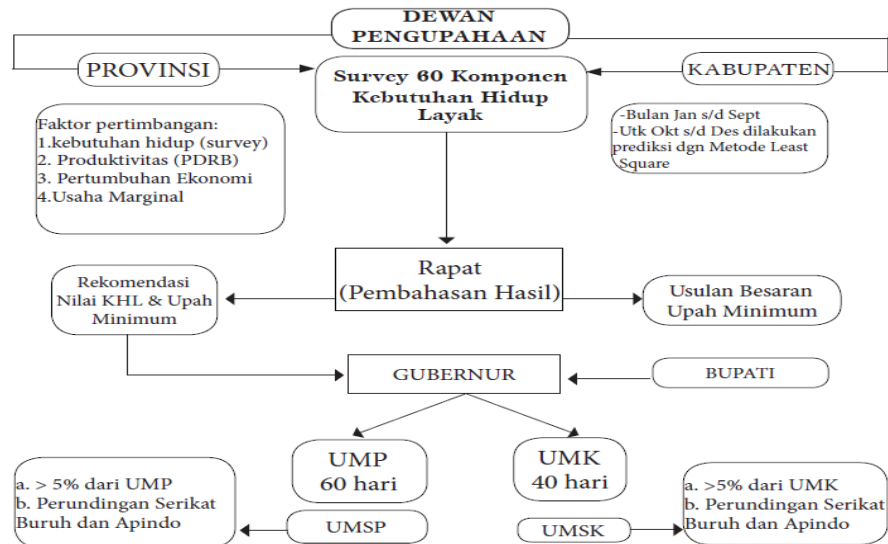 DEWAN
PENGUPAHAAN
PROVINSI
Survey 60 Komponen
Kebutuhan Hidup
Layak
KABUPATEN
Faktor pertimbangan:
1.kebutuhan hidup (survey)
2. Produktivitas (PDRB)
3. Pertumbuhan Ekonomi
4.Usaha Marginal
-Bulan Jan s/d Sept
-Utk Okt s/d Des dilakukan
prediksi dgn Metode Least
Square
Rekomendasi
Nilai KHL & Upah
Minimum
Rapat
(Pembahasan Hasil)
Usulan Besaran
Upah Minimum
GUBERNUR
BUPATI
UMP
60 hari
UMK
40 hari
a. > 5% dari UMP
b. Perundingan Serikat
Buruh dan Apindo
UMSP
UMSK
a. >5% dari UMK
b. Perundingan Serikat
Buruh dan Apindo